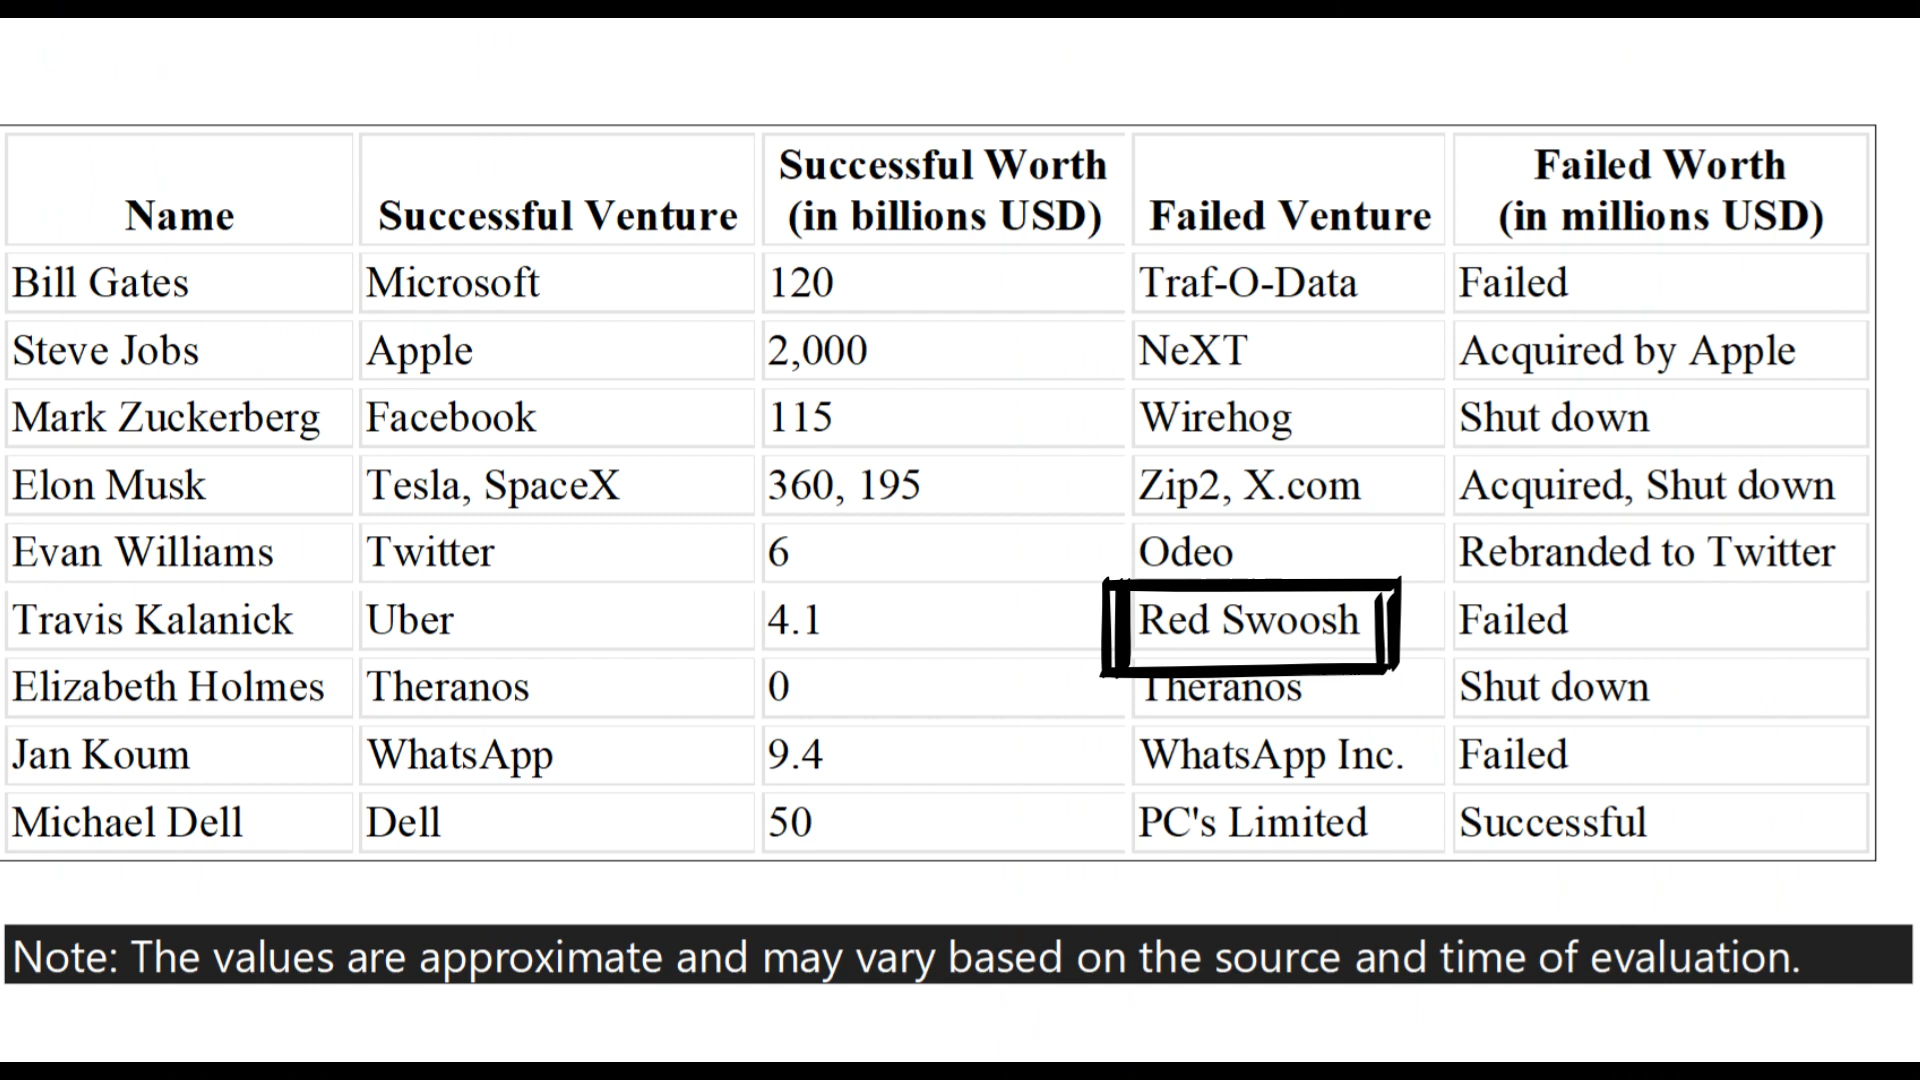 Name Successful Venture Successful Worth (in billions USD) Failed Venture Failed Worth (in millions USD)
Bill Gates Microsoft 120 Traf-O-Data Failed
Steve Jobs Apple 2,000 NeXT Acquired by Apple
Mark Zuckerberg Facebook 115 Wirehog Shut down
Elon Musk Tesla, SpaceX 360, 195 Zip2, X.com Acquired, Shut down
Evan Williams Twitter 6 Odeo Rebranded to Twitter
Travis Kalanick Uber 4.1 Red Swoosh Failed
Elizabeth Holmes Theranos 0 Theranos Shut down
Jan Koum WhatsApp 9.4 WhatsApp Inc. Failed
Michael Dell Dell 50 PC's Limited Successful
Note: The values are approximate and may vary based on the source and time of evaluation.